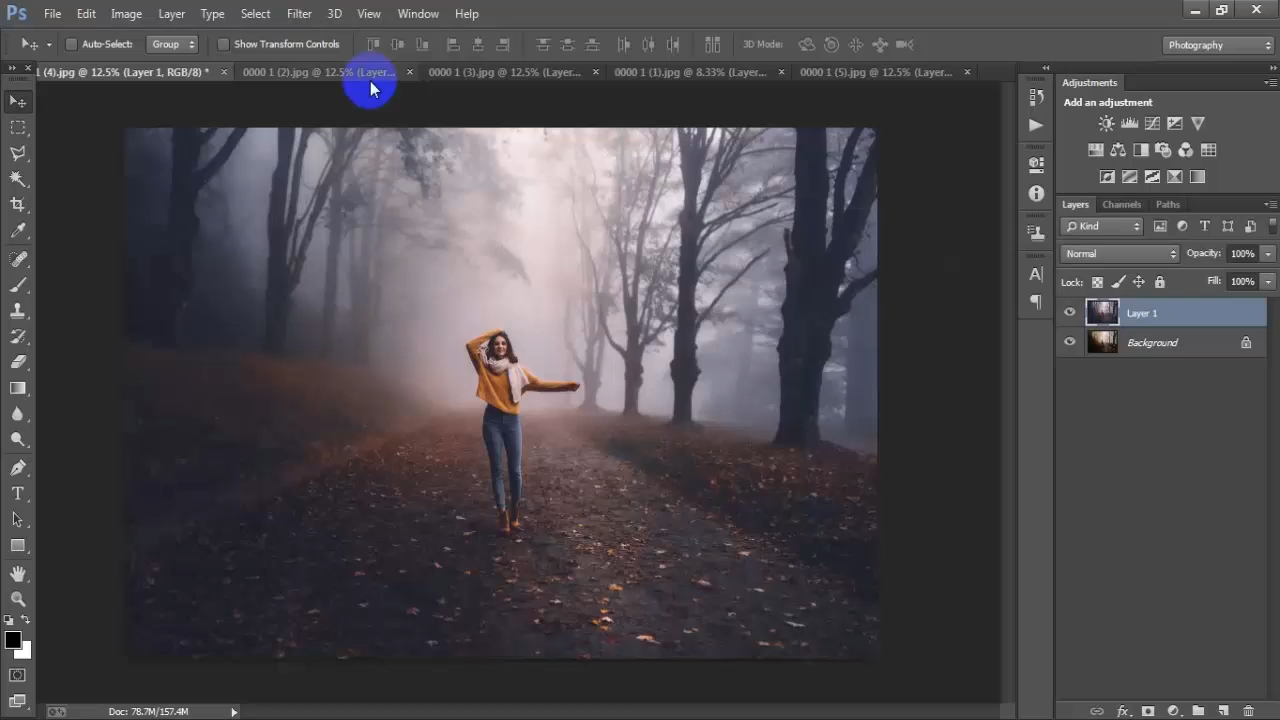 Ps File Edit Image Layer Type Select Filter 3D View Window Help
Auto-Select: Group Show Transform Controls 3D Mode: Photography
1 (4).jpg @ 12.5% (Layer 1, RGB/8) * × 0000 1 (2).jpg @ 12.5% (Layer... × 0000 1 (3).jpg @ 12.5% (Layer... × 0000 1 (1).jpg @ 8.33% (Layer... × 0000 1 (5).jpg @ 12.5% (Layer... ×
Adjustments
Add an adjustment
Layers Channels Paths
Kind
Normal Opacity: 100%
Lock: Fill: 100%
Layer 1
Background
Doc: 78.7M/157.4M